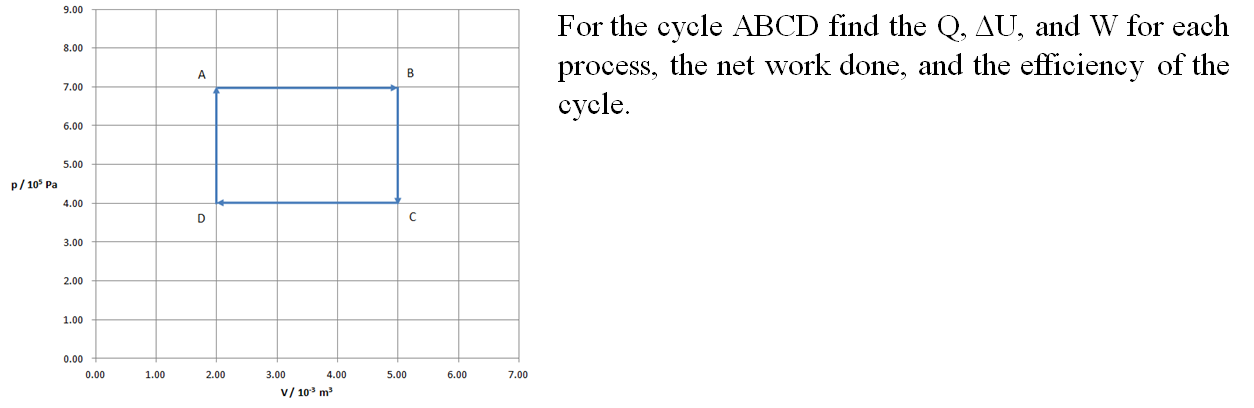 9.00
8.00
7.00
6.00
5.00
4.00
3.00
2.00
1.00
0.00
p / 10⁵ Pa
A
B
D
C
0.00 1.00 2.00 3.00 4.00 5.00 6.00 7.00
V/ 10⁻³ m³
For the cycle ABCD find the Q, ΔU, and W for each
process, the net work done, and the efficiency of the
cycle.